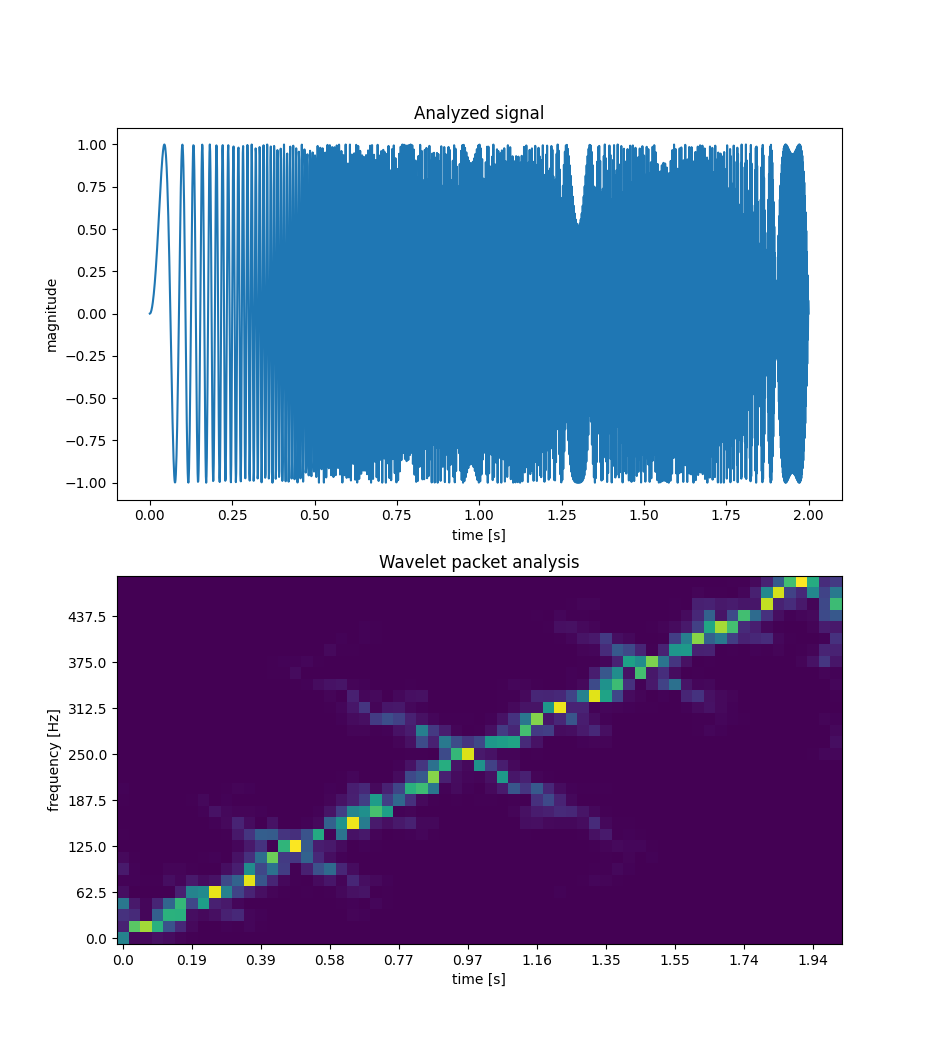 Analyzed signal
1.00
0.75
0.50
0.25
0.00
−0.25
−0.50
−0.75
−1.00
magnitude
0.00 0.25 0.50 0.75 1.00 1.25 1.50 1.75 2.00
time [s]
Wavelet packet analysis
437.5
375.0
312.5
250.0
187.5
125.0
62.5
0.0
frequency [Hz]
0.0 0.19 0.39 0.58 0.77 0.97 1.16 1.35 1.55 1.74 1.94
time [s]